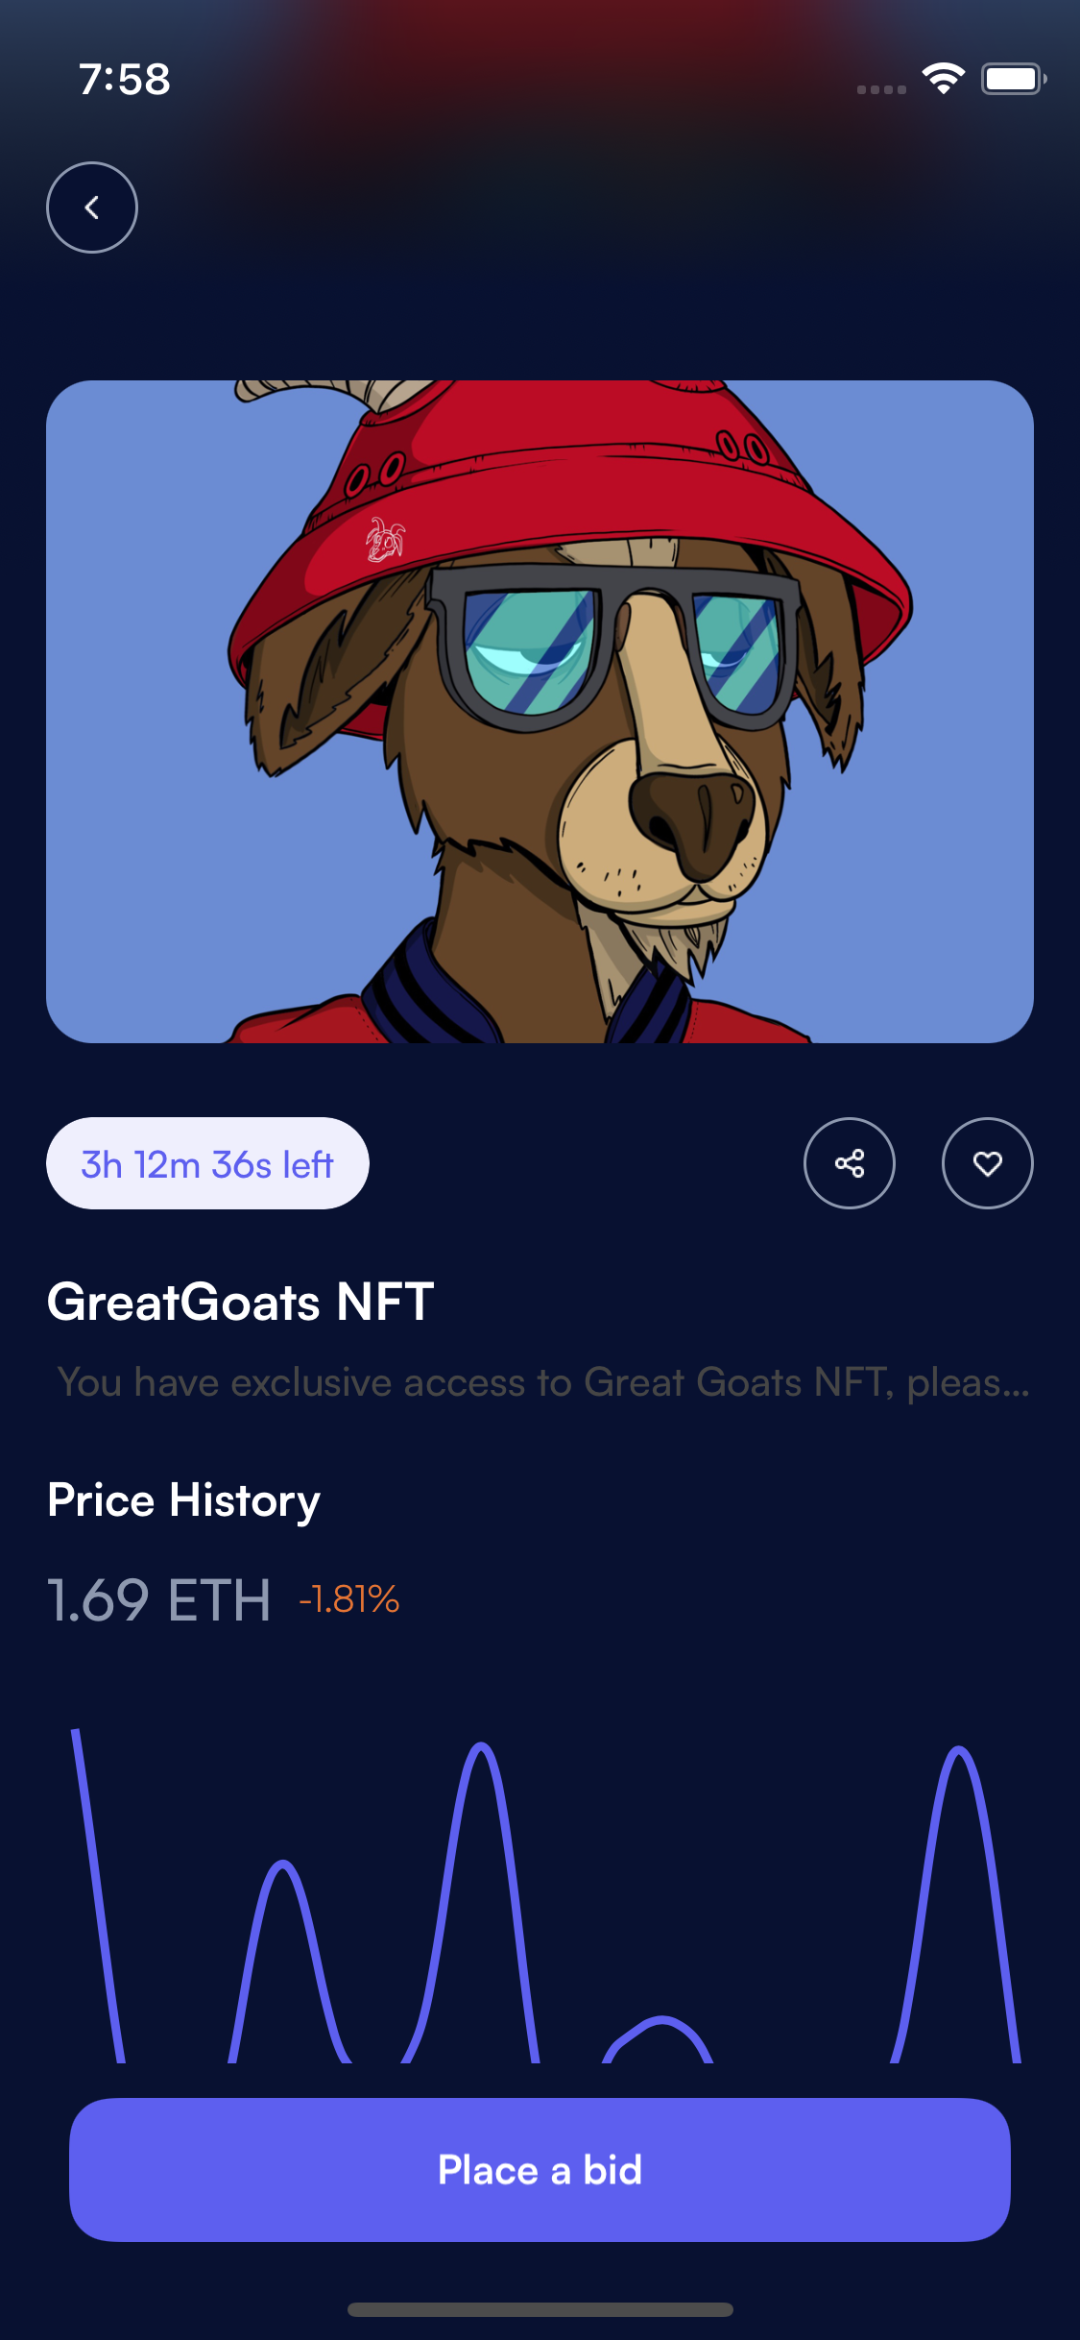 7:58
3h 12m 36s left
GreatGoats NFT
You have exclusive access to Great Goats NFT, pleas...
Price History
1.69 ETH -1.81%
Place a bid